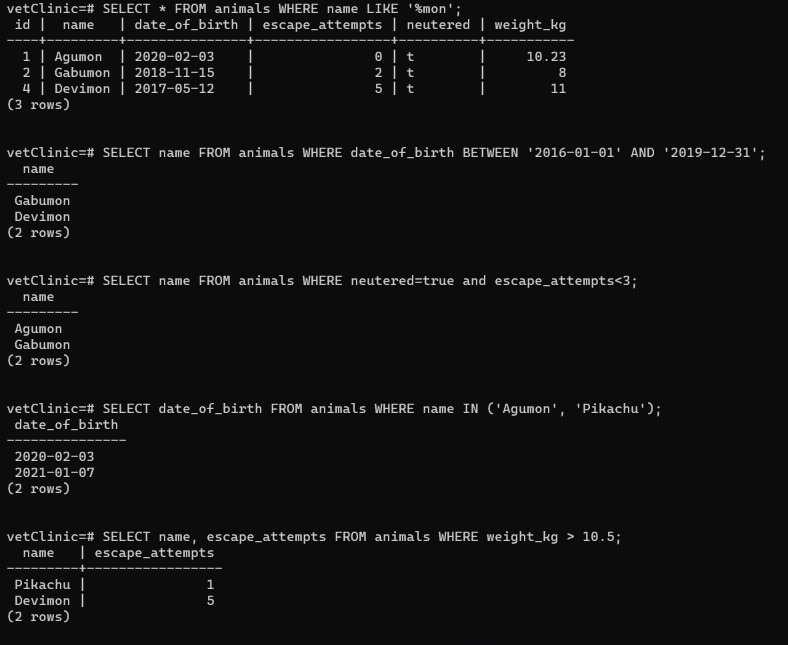 vetClinic=# SELECT * FROM animals WHERE name LIKE '%mon';
 id |  name   | date_of_birth | escape_attempts | neutered | weight_kg
----+---------+---------------+-----------------+----------+-----------
  1 | Agumon  | 2020-02-03    |               0 | t        |     10.23
  2 | Gabumon | 2018-11-15    |               2 | t        |         8
  4 | Devimon | 2017-05-12    |               5 | t        |        11
(3 rows)

vetClinic=# SELECT name FROM animals WHERE date_of_birth BETWEEN '2016-01-01' AND '2019-12-31';
  name
---------
 Gabumon
 Devimon
(2 rows)

vetClinic=# SELECT name FROM animals WHERE neutered=true and escape_attempts<3;
  name
---------
 Agumon
 Gabumon
(2 rows)

vetClinic=# SELECT date_of_birth FROM animals WHERE name IN ('Agumon', 'Pikachu');
 date_of_birth
---------------
 2020-02-03
 2021-01-07
(2 rows)

vetClinic=# SELECT name, escape_attempts FROM animals WHERE weight_kg > 10.5;
  name   | escape_attempts
---------+-----------------
 Pikachu |               1
 Devimon |               5
(2 rows)